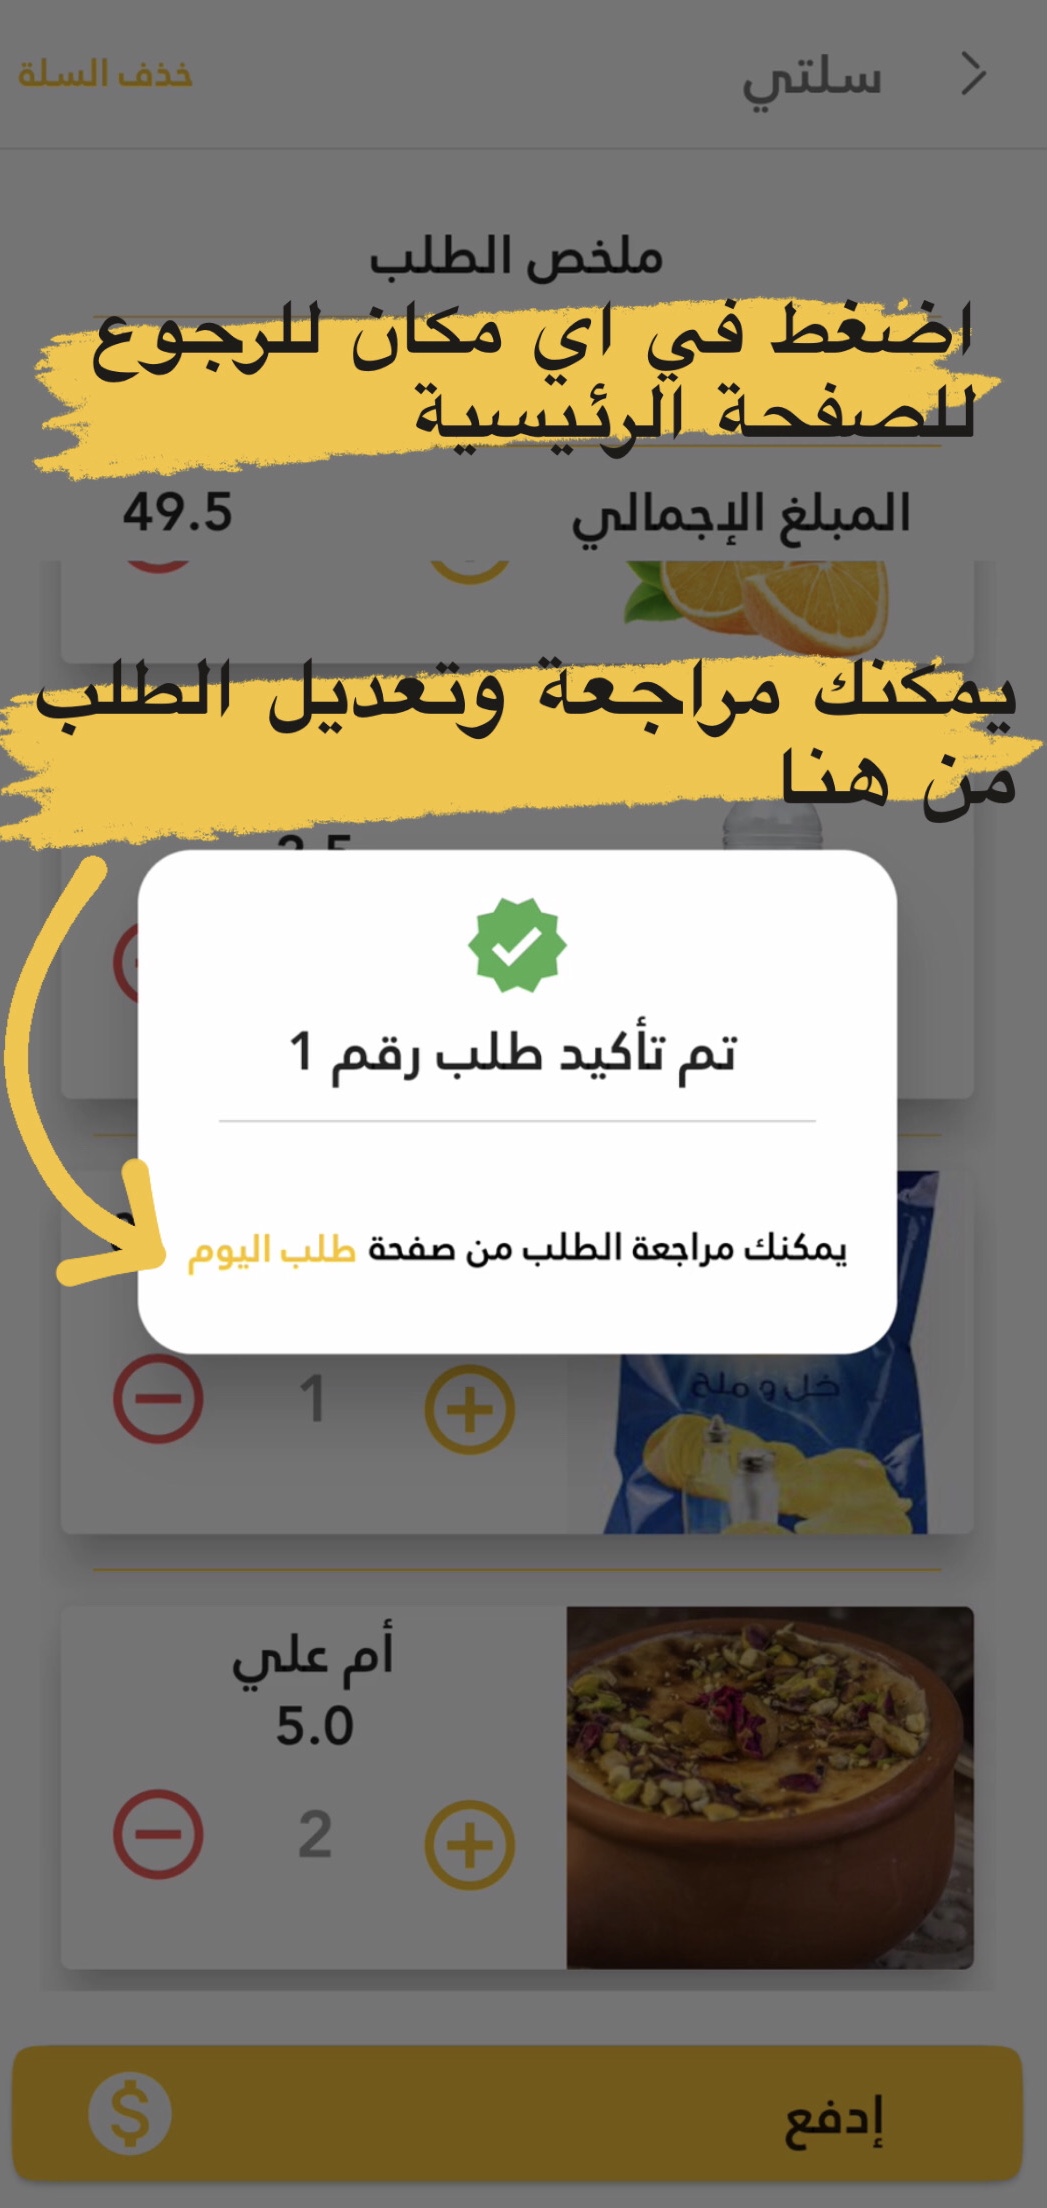 سلتي
خذف السلة
ملخص الطلب
اضغط في اي مكان للرجوع
للصفحة الرئيسية
المبلغ الإجمالي 49.5
يمكنك مراجعة وتعديل الطلب
من هنا
تم تأكيد طلب رقم 1
يمكنك مراجعة الطلب من صفحة طلب اليوم
خل و ملح
1
أم علي
5.0
2
إدفع
$